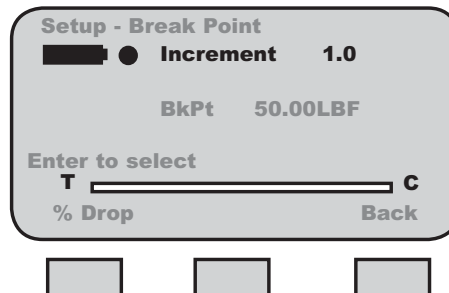 Setup - Break Point
Increment 1.0
BkPt 50.00LBF
Enter to select
T C
% Drop Back